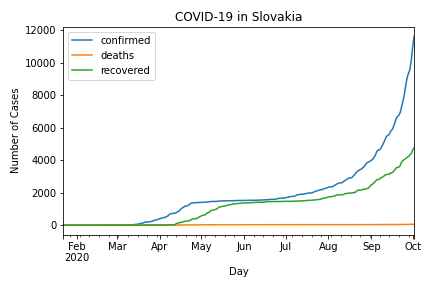 COVID-19 in Slovakia
confirmed
deaths
recovered
Number of Cases
12000
10000
8000
6000
4000
2000
0
Feb Mar Apr May Jun Jul Aug Sep Oct
2020
Day